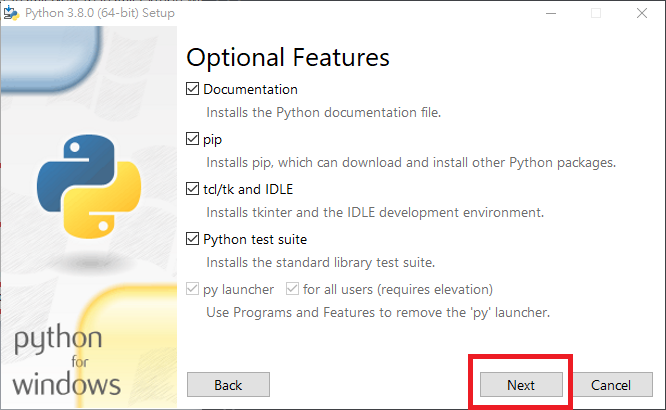 Python 3.8.0 (64-bit) Setup
Optional Features
Documentation
Installs the Python documentation file.
pip
Installs pip, which can download and install other Python packages.
tcl/tk and IDLE
Installs tkinter and the IDLE development environment.
Python test suite
Installs the standard library test suite.
py launcher for all users (requires elevation)
Use Programs and Features to remove the 'py' launcher.
python
for
windows
Back Next Cancel